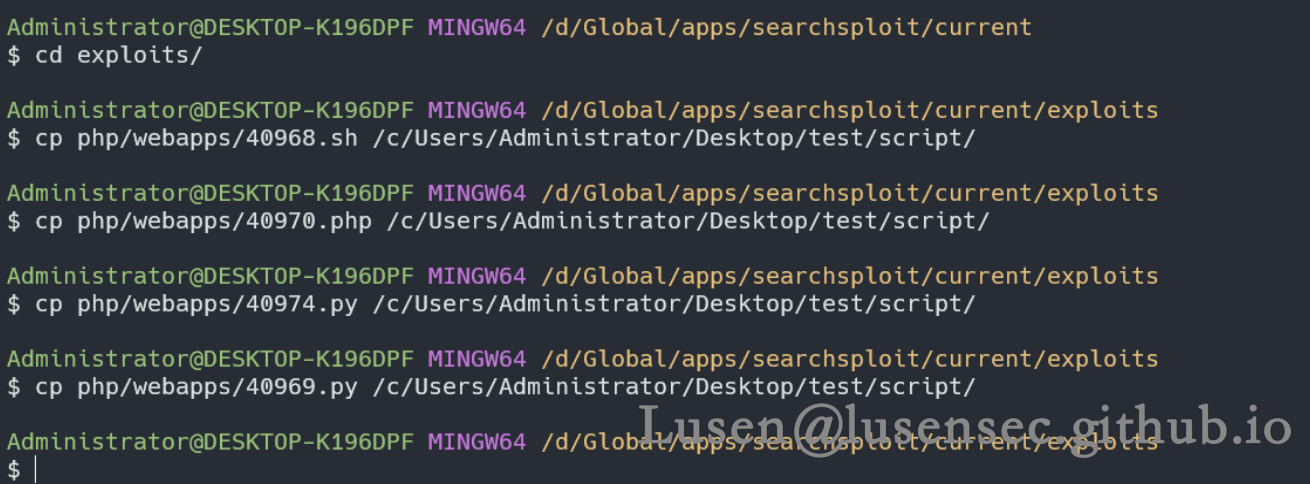 Administrator@DESKTOP-K196DPF MINGW64 /d/Global/apps/searchsploit/current
$ cd exploits/
Administrator@DESKTOP-K196DPF MINGW64 /d/Global/apps/searchsploit/current/exploits
$ cp php/webapps/40968.sh /c/Users/Administrator/Desktop/test/script/
Administrator@DESKTOP-K196DPF MINGW64 /d/Global/apps/searchsploit/current/exploits
$ cp php/webapps/40970.php /c/Users/Administrator/Desktop/test/script/
Administrator@DESKTOP-K196DPF MINGW64 /d/Global/apps/searchsploit/current/exploits
$ cp php/webapps/40974.py /c/Users/Administrator/Desktop/test/script/
Administrator@DESKTOP-K196DPF MINGW64 /d/Global/apps/searchsploit/current/exploits
$ cp php/webapps/40969.py /c/Users/Administrator/Desktop/test/script/
Lusen@lusensec.github.io
Administrator@DESKTOP-K196DPF MINGW64 /d/Global/apps/searchsploit/current/exploits
$